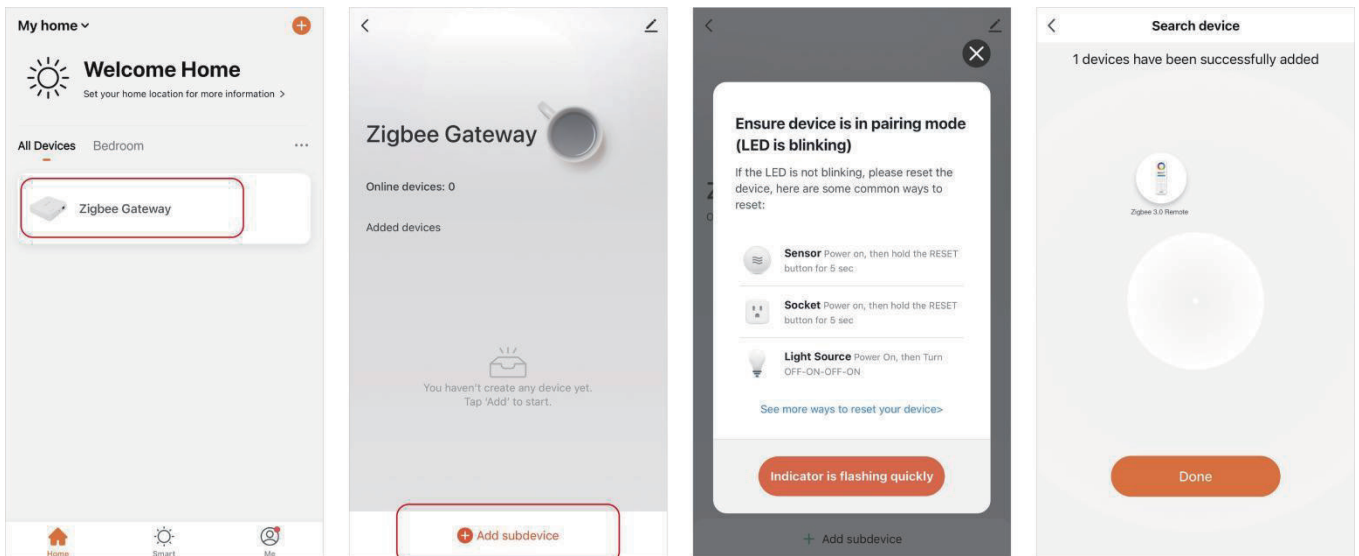 My home
Welcome Home
Set your home location for more information >
All Devices Bedroom ...
Zigbee Gateway
Home Smart Me
Zigbee Gateway
Online devices: 0
Added devices
You haven't create any device yet.
Tap 'Add' to start.
Add subdevice
Ensure device is in pairing mode
(LED is blinking)
If the LED is not blinking, please reset the
device, here are some common ways to
reset:
Sensor Power on, then hold the RESET
button for 5 sec
Socket Power on, then hold the RESET
button for 5 sec
Light Source Power On, then Turn
OFF-ON-OFF-ON
See more ways to reset your device>
Indicator is flashing quickly
+ Add subdevice
Search device
1 devices have been successfully added
Zigbee 3.0 Remote
Done